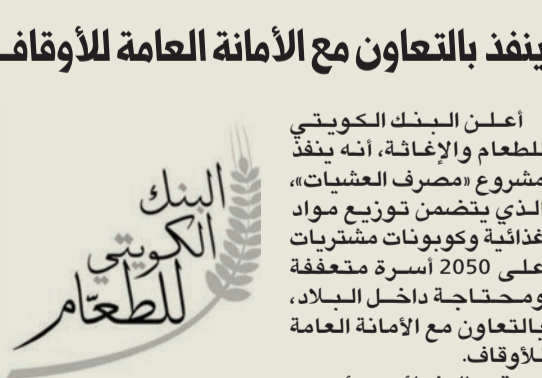 ينفذ بالتعاون مع الأمانة العامة للأوقاف
أعلن البنك الكويتي
للطعام والإغاثة، أنه ينفذ
مشروع «مصرف العشيات»،
الذي يتضمن توزيع مواد
غذائية وكوبونات مشتريات
على 2050 أسرة متعففة
ومحتاجة داخل البلاد،
بالتعاون مع الأمانة العامة
للأوقاف.
البنك
الكويتي
للطعام